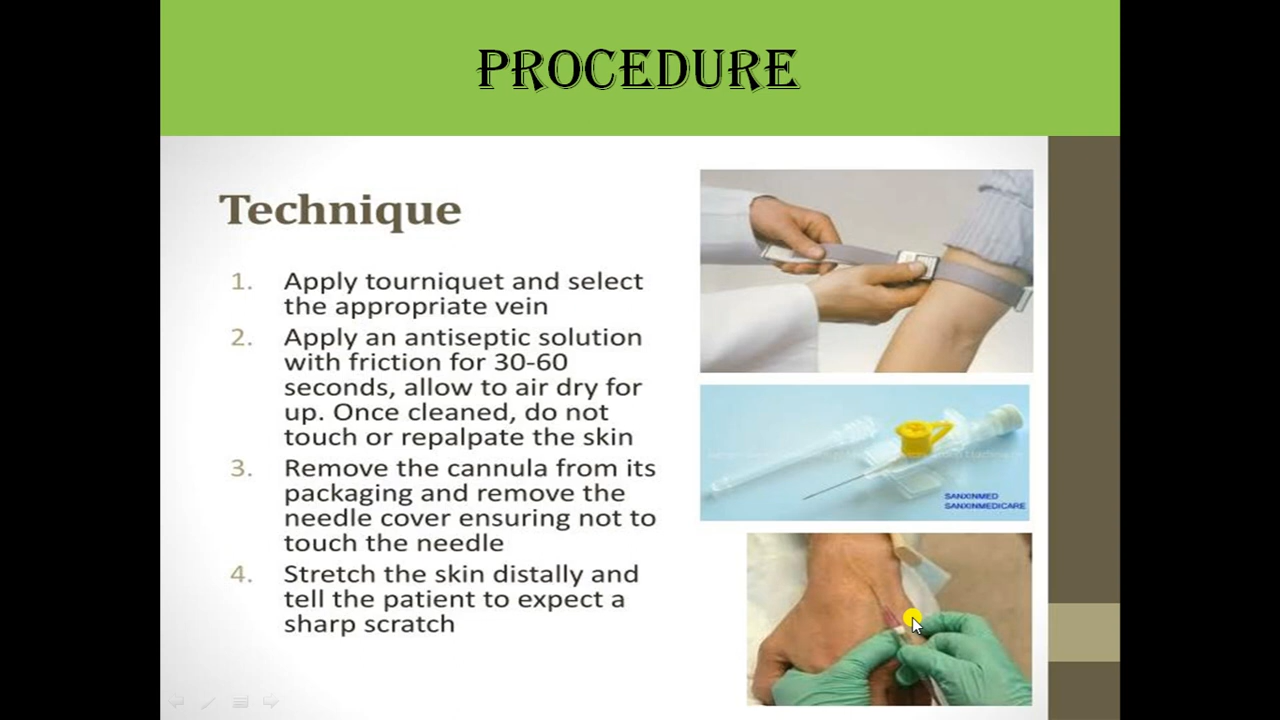 PROCEDURE
Technique
1. Apply tourniquet and select
the appropriate vein
2. Apply an antiseptic solution
with friction for 30-60
seconds, allow to air dry for
up. Once cleaned, do not
touch or repalpate the skin
3. Remove the cannula from its
packaging and remove the
needle cover ensuring not to
touch the needle
4. Stretch the skin distally and
tell the patient to expect a
sharp scratch
SANXINMED
SANXINMEDICARE